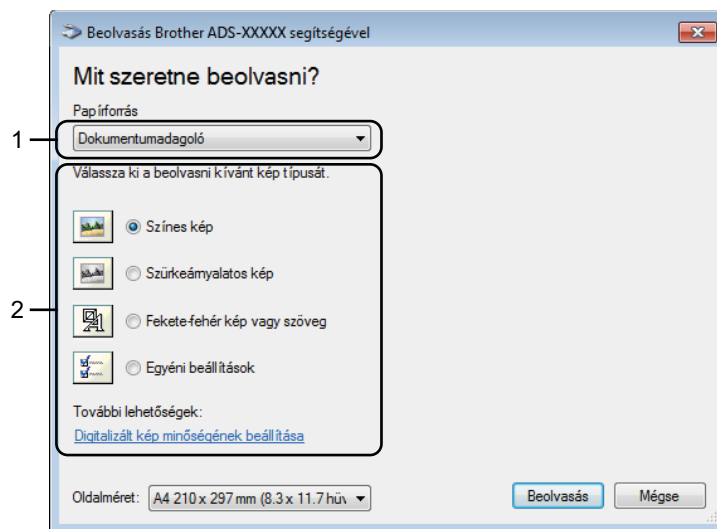 Beolvasás Brother ADS-XXXXX segítségével
Mit szeretne beolvasni?
Papírforrás
1
Dokumentumadagoló
Válassza ki a beolvasni kívánt kép típusát.
Színes kép
Szürkeárnyalatos kép
2
Fekete-fehér kép vagy szöveg
Egyéni beállítások
További lehetőségek:
Digitalizált kép minőségének beállítása
Oldalméret: A4 210 x 297 mm (8.3 x 11.7 hüv Beolvasás Mégse